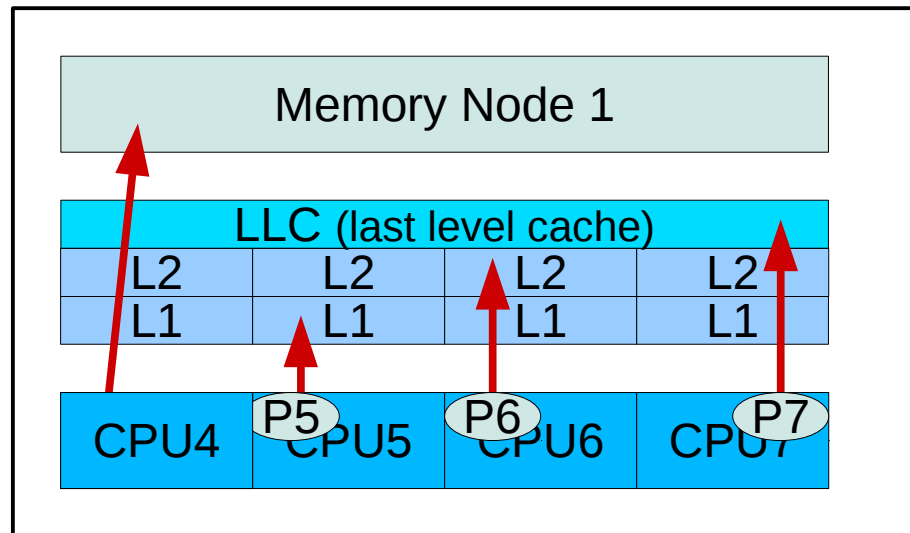 Memory Node 1
LLC (last level cache)
L2 L2 L2 L2
L1 L1 L1 L1
P5 P6 P7
CPU4 CPU5 CPU6 CPU7